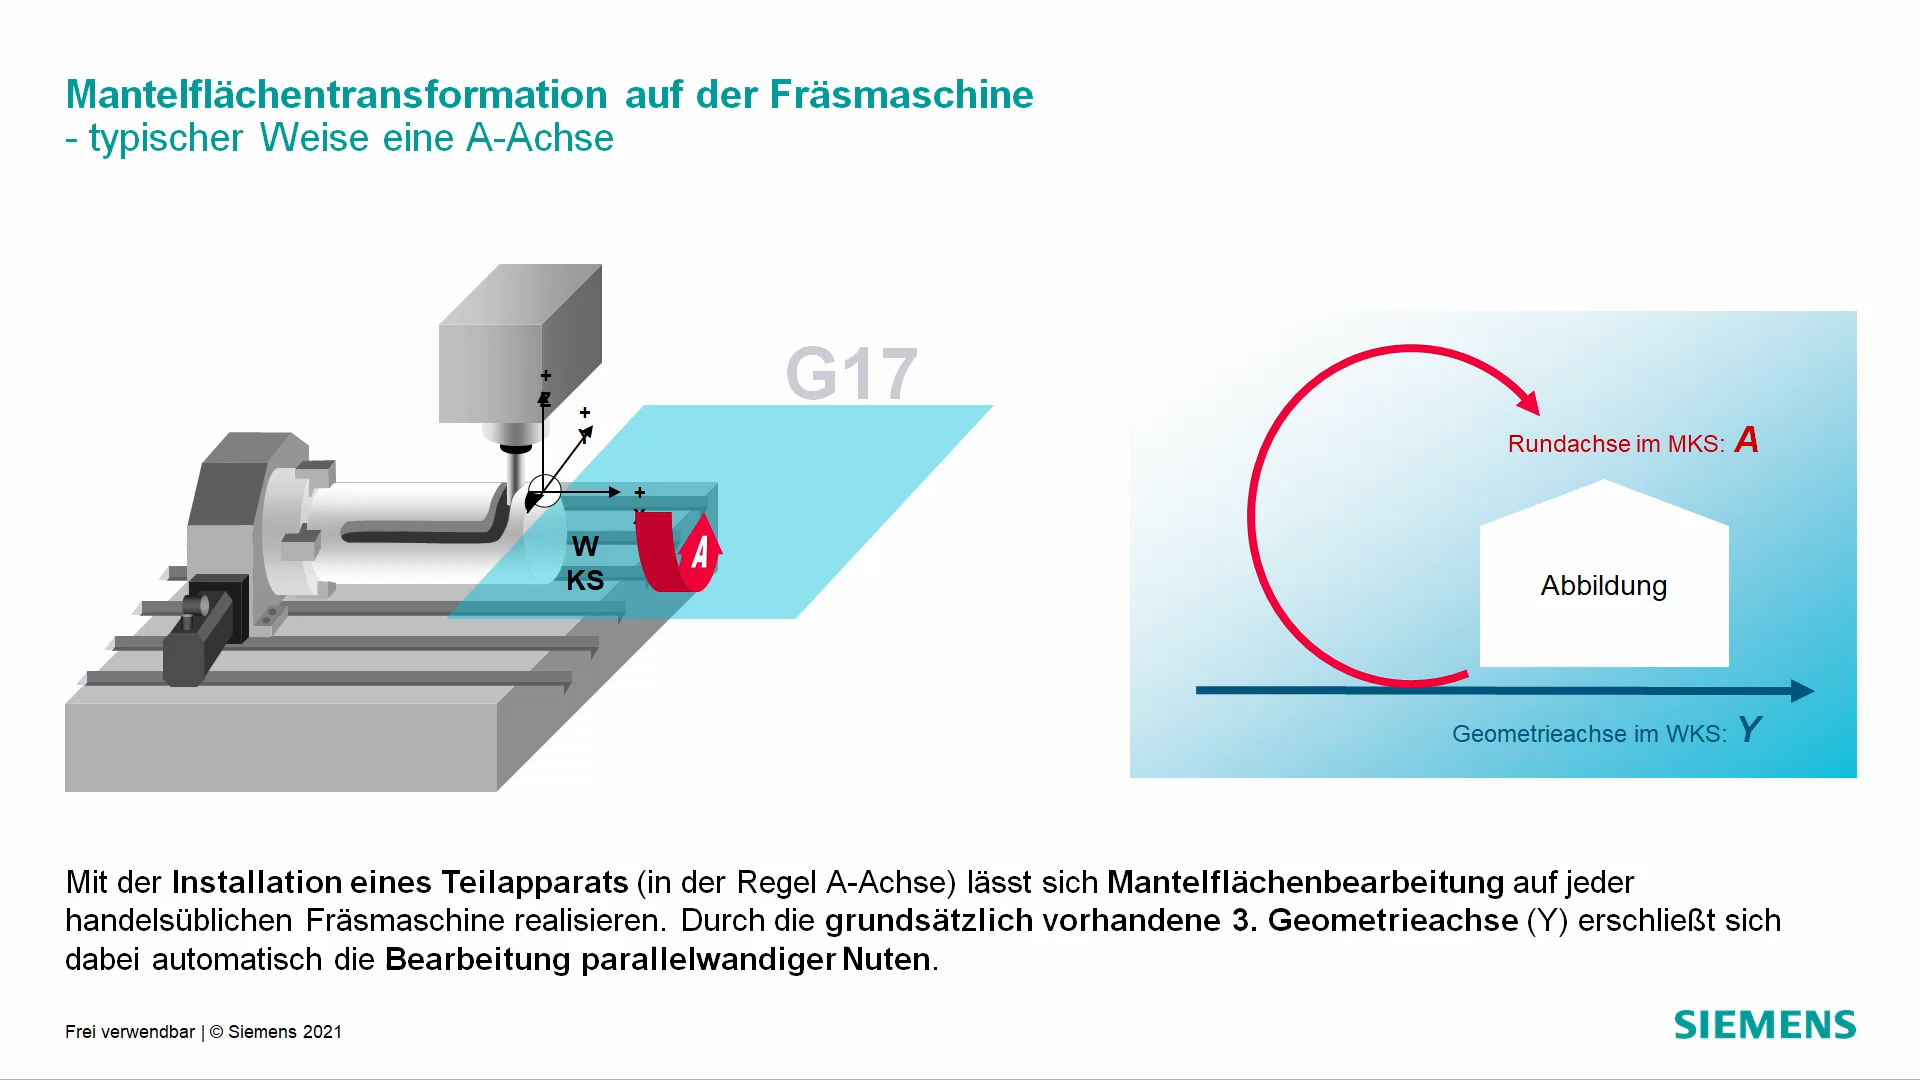 Mantelflächentransformation auf der Fräsmaschine
- typischer Weise eine A-Achse
G17
+
Z
+
Y
+
X
W
KS
A
Rundachse im MKS: A
Abbildung
Geometrieachse im WKS: Y
Mit der Installation eines Teilapparats (in der Regel A-Achse) lässt sich Mantelflächenbearbeitung auf jeder
handelsüblichen Fräsmaschine realisieren. Durch die grundsätzlich vorhandene 3. Geometrieachse (Y) erschließt sich
dabei automatisch die Bearbeitung parallelwandiger Nuten.
Frei verwendbar | © Siemens 2021
SIEMENS